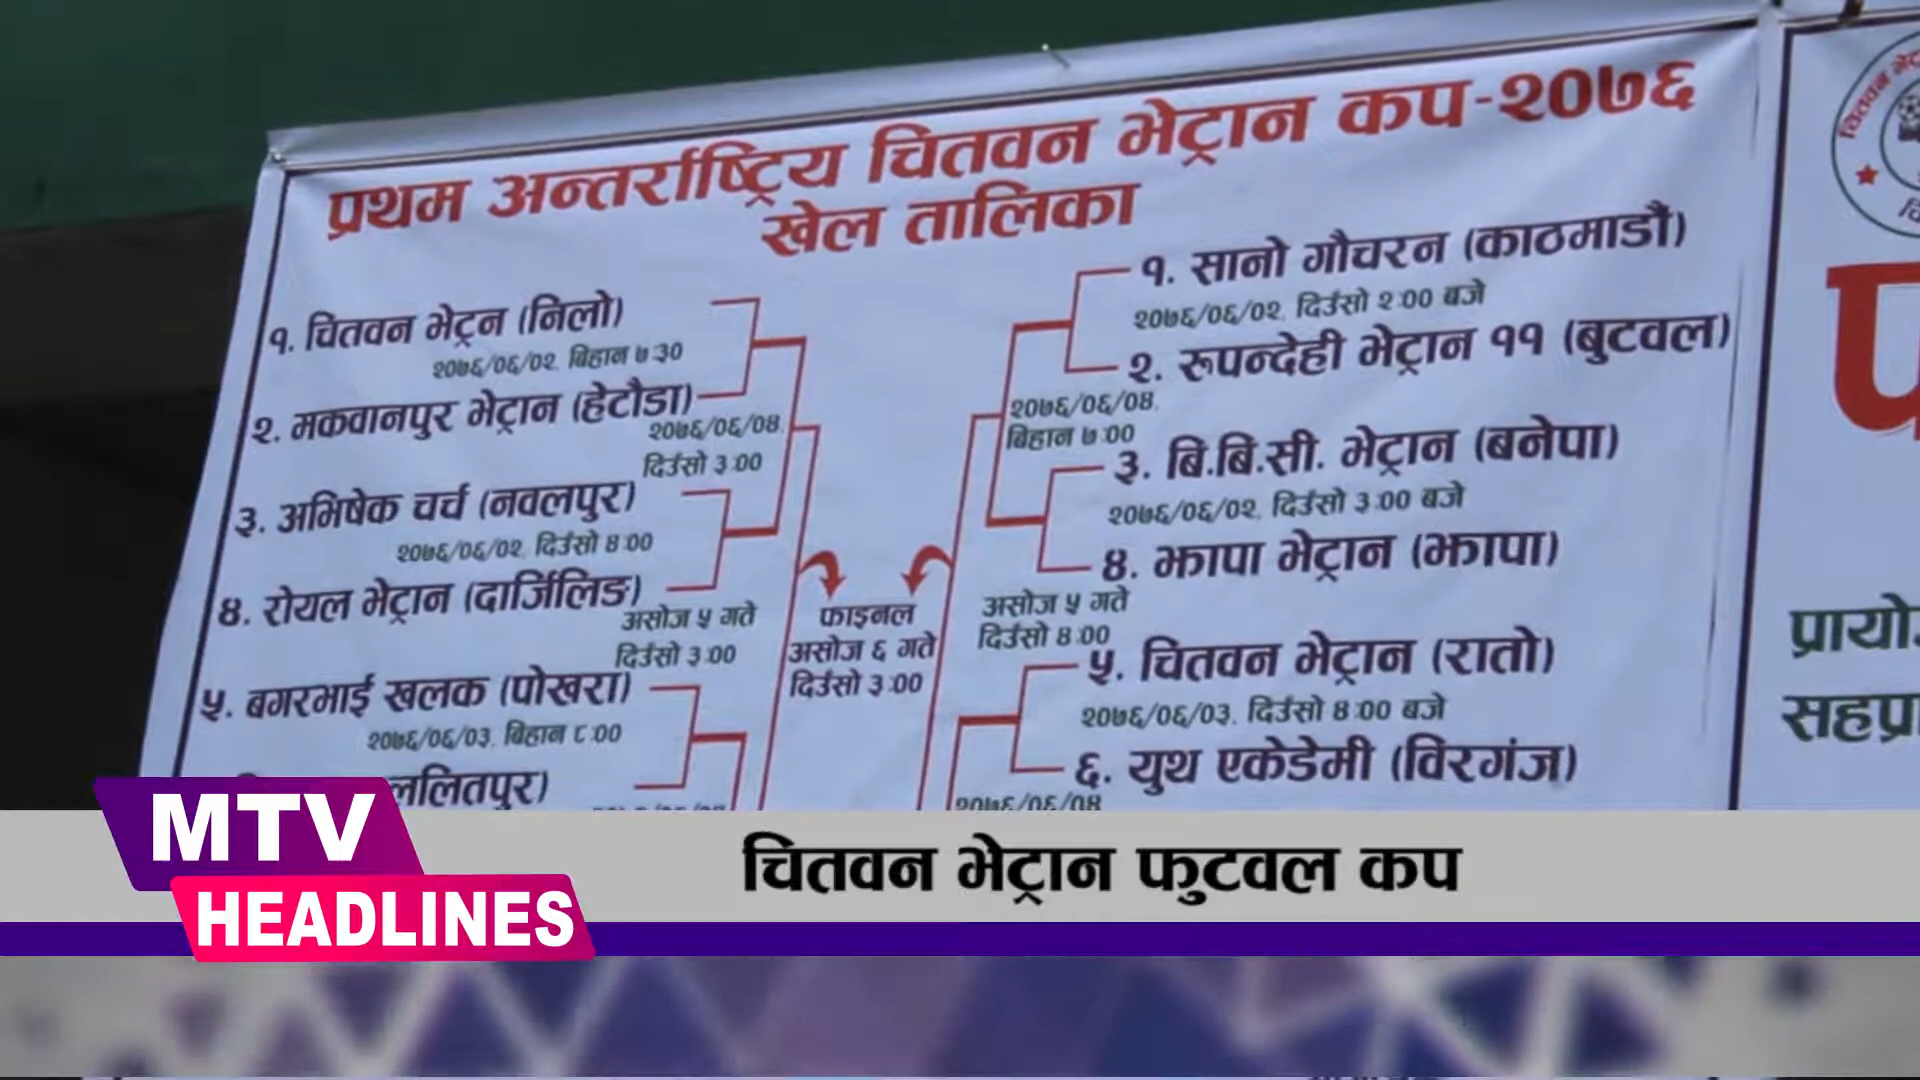 प्रथम अन्तर्राष्ट्रिय चितवन भेट्रान कप-२०७६
खेल तालिका
१. चितवन भेट्रन (निलो)
२०७६/०६/०२. बिहान ७:३०
२. मकवानपुर भेट्रान (हेटौडा)
२०७६/०६/०४.
दिउँसो ३:००
३. अभिषेक चर्च (नवलपुर)
२०७६/०६/०२. दिउँसो ४:००
४. रोयल भेट्रान (दार्जिलिङ)
असोज ५ गते
दिउँसो ३:००
५. बगरभाई खलक (पोखरा)
२०७६/०६/०३. बिहान ८:००
ललितपुर)
फाइनल
असोज ६ गते
दिउँसो ३:००
१. सानो गौचरन (काठमाडौं)
२०७६/०६/०२. दिउँसो २:०० बजे
२. रुपन्देही भेट्रान ११ (बुटवल)
२०७६/०६/०४.
बिहान ७:००
३. बि.बि.सी. भेट्रान (बनेपा)
२०७६/०६/०२. दिउँसो ३:०० बजे
४. झापा भेट्रान (झापा)
असोज ५ गते
दिउँसो ४:००
५. चितवन भेट्रान (रातो)
२०७६/०६/०३. दिउँसो ४:०० बजे
६. युथ एकेडेमी (विरगंज)
२०७६/०६/०४
MTV
HEADLINES
चितवन भेट्रान फुटवल कप